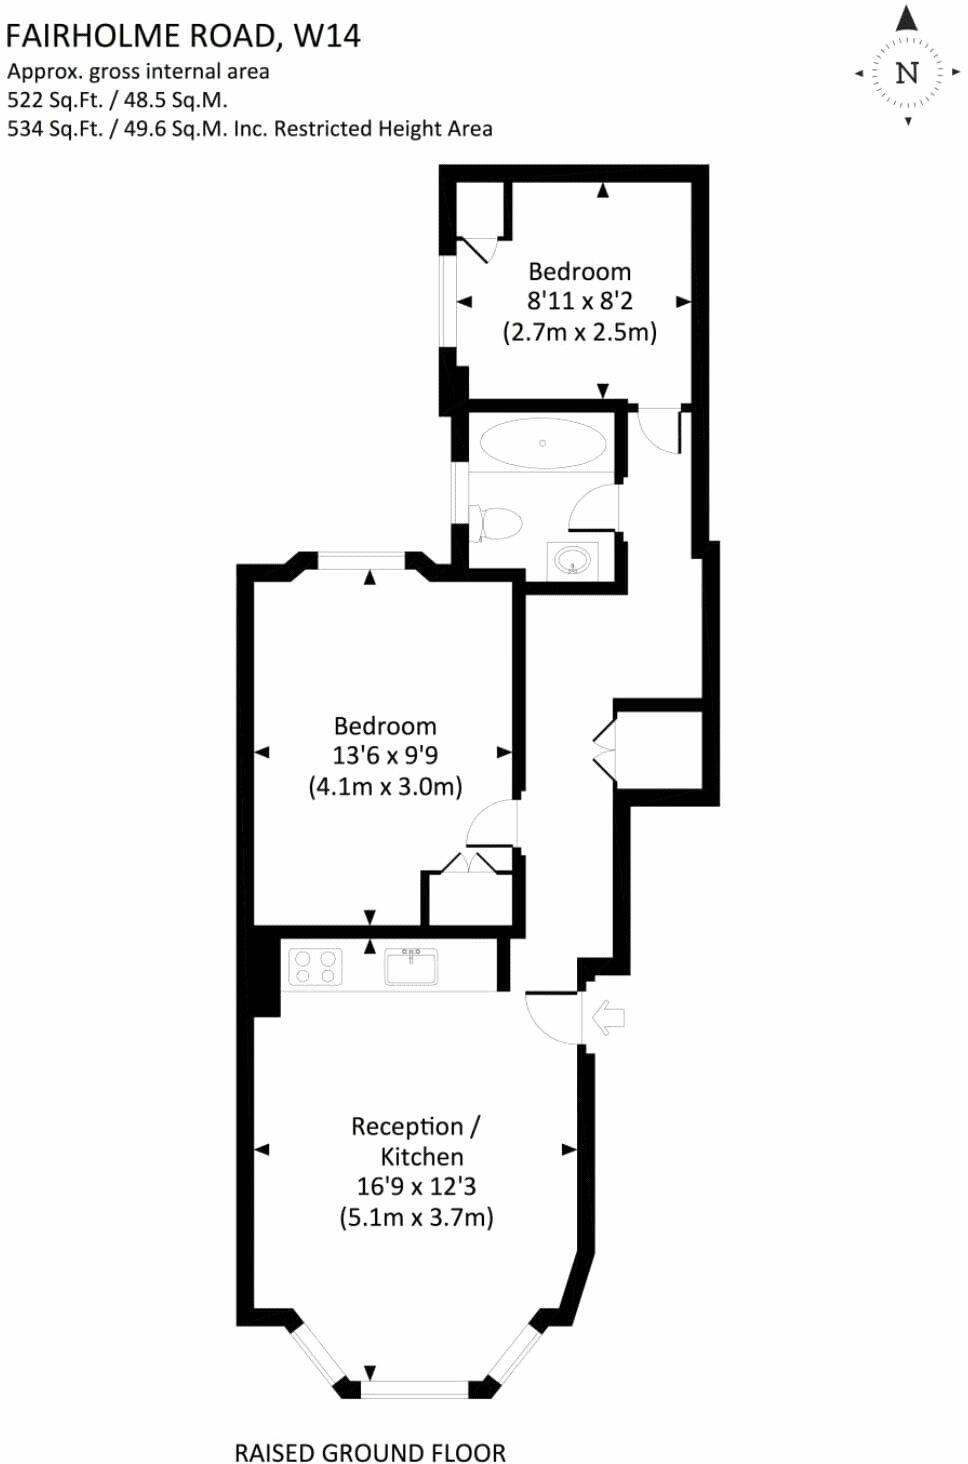 FAIRHOLME ROAD, W14
Approx. gross internal area
522 Sq.Ft. / 48.5 Sq.M.
534 Sq.Ft. / 49.6 Sq.M. Inc. Restricted Height Area
N
Bedroom
8'11 x 8'2
(2.7m x 2.5m)
Bedroom
13'6 x 9'9
(4.1m x 3.0m)
Reception /
Kitchen
16'9 x 12'3
(5.1m x 3.7m)
RAISED GROUND FLOOR